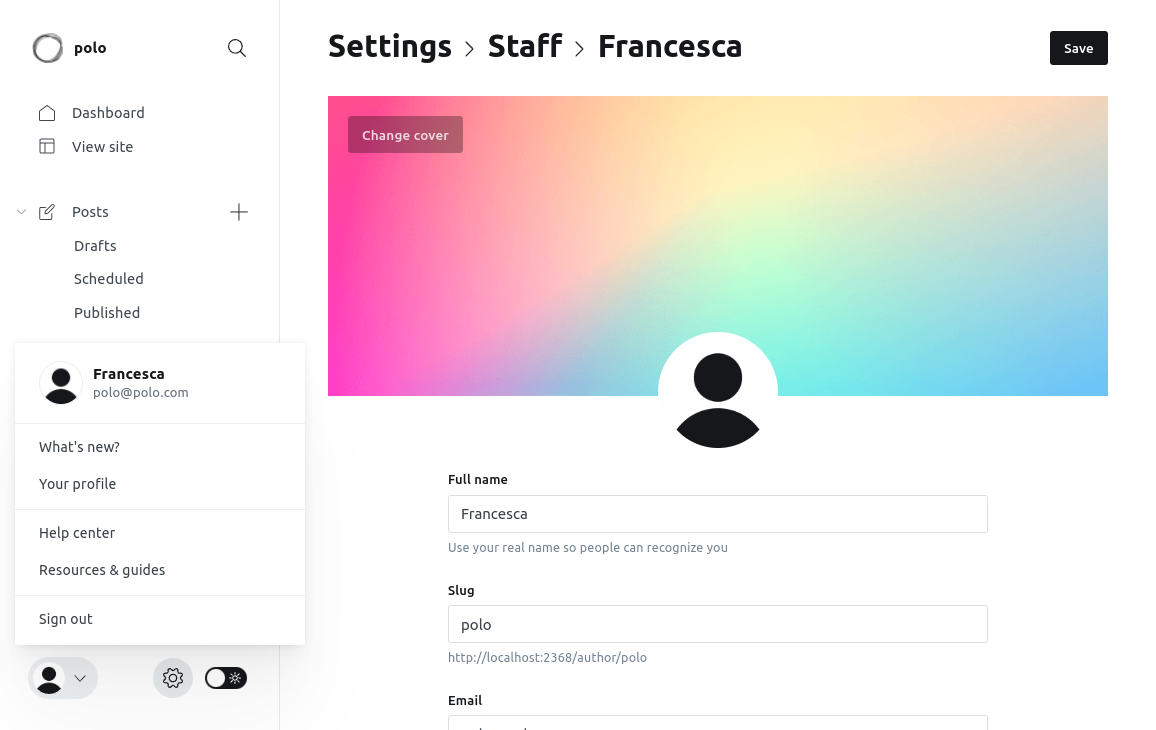 polo
Settings
Staff
Francesca
Save
Dashboard
View site
Change cover
Posts
Drafts
Scheduled
Published
Francesca
polo@polo.com
What's new?
Your profile
Help center
Resources & guides
Sign out
Full name
Francesca
Use your real name so people can recognize you
Slug
polo
http://localhost:2368/author/polo
Email